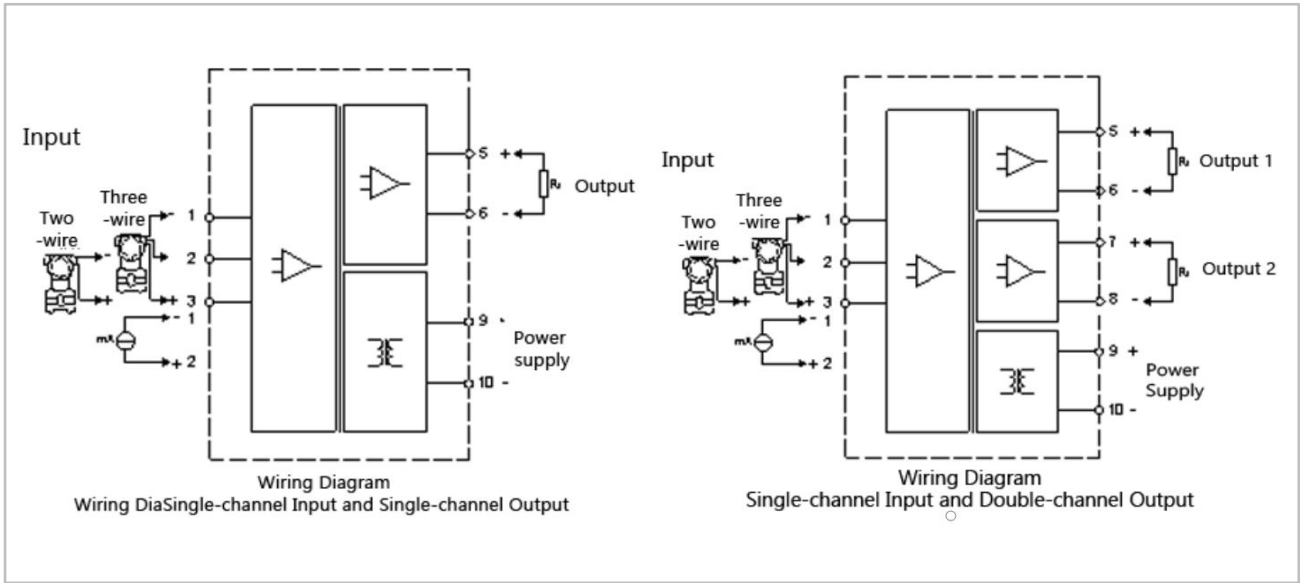 Input
Three
-wire
Two
-wire
- 1
2
+ 3
- 1
mA
+ 2
5 +
6 -
R
Output
9
10 -
Power
supply
Wiring Diagram
Wiring DiaSingle-channel Input and Single-channel Output
Input
Three
-wire
Two
-wire
- 1
2
+ 3
- 1
mA
+ 2
5 +
6 -
R
Output 1
7 +
8 -
R
Output 2
9 +
10 -
Power
Supply
Wiring Diagram
Single-channel Input and Double-channel Output